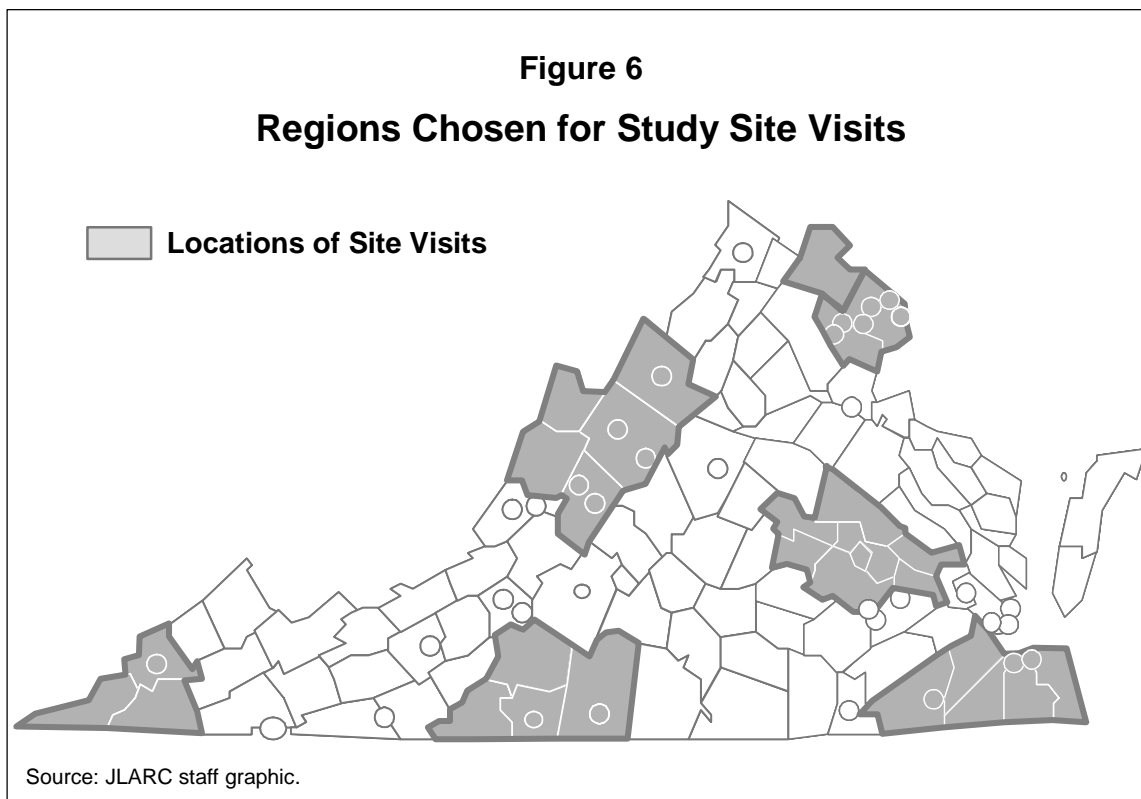 Figure 6
Regions Chosen for Study Site Visits
Locations of Site Visits
Source: JLARC staff graphic.